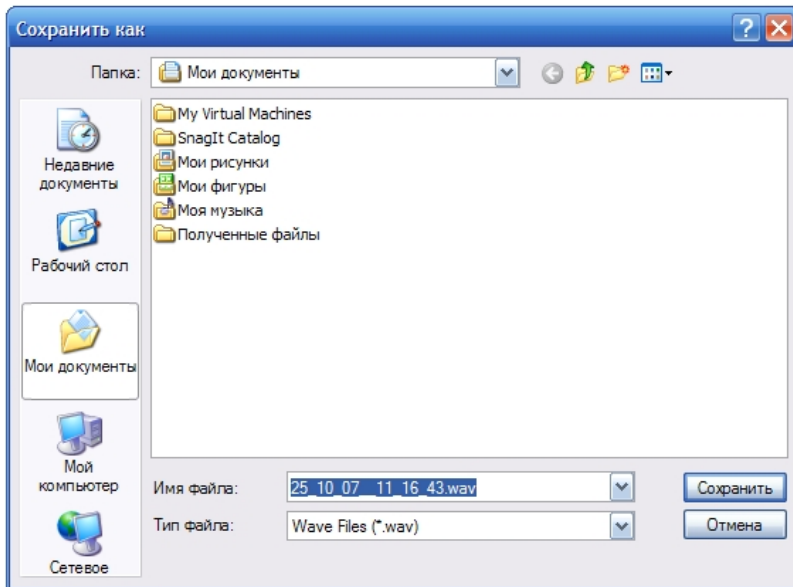 Сохранить как
Папка:
Мои документы
My Virtual Machines
SnagIt Catalog
Мои рисунки
Мои фигуры
Моя музыка
Полученные файлы
Недавние
документы
Рабочий стол
Мои документы
Мой
компьютер
Сетевое
Имя файла:
25_10_07__11_16_43.wav
Сохранить
Тип файла:
Wave Files (*.wav)
Отмена